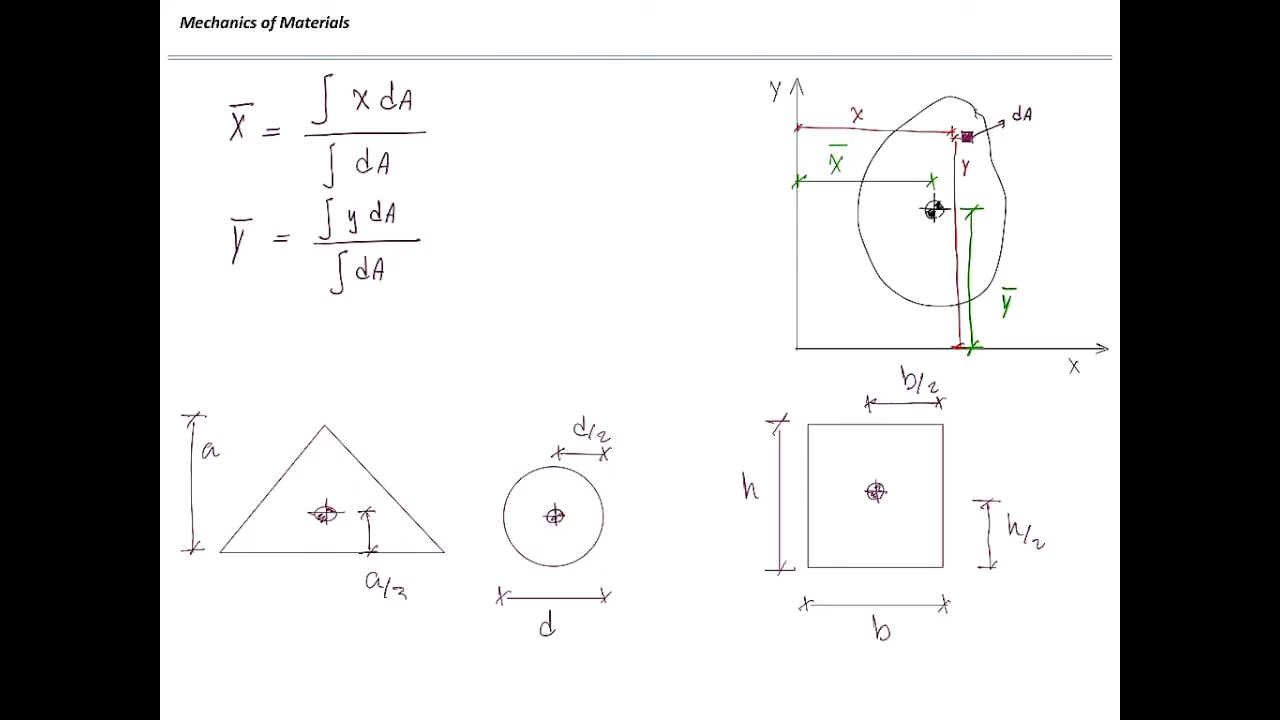 Mechanics of Materials
x̄ = ∫ x dA / ∫ dA
ȳ = ∫ y dA / ∫ dA
y
x
dA
x̄
y
ȳ
x
a
a/3
d/2
d
b/2
h
h/2
b